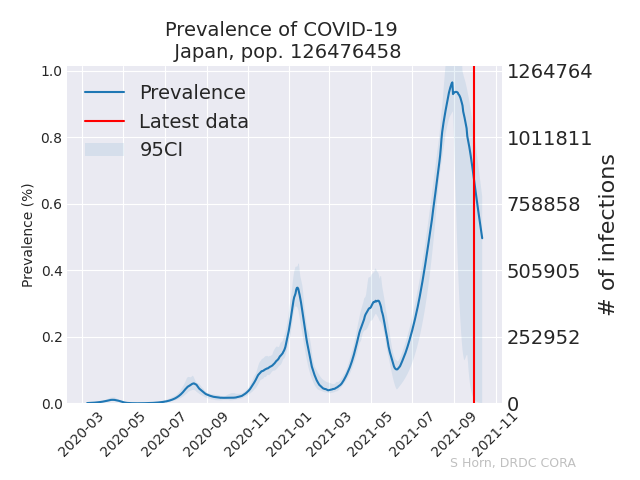 Prevalence of COVID-19
Japan, pop. 126476458
Prevalence
Latest data
95CI
Prevalence (%)
1.0
0.8
0.6
0.4
0.2
0.0
1264764
1011811
758858
505905
252952
0
# of infections
2020-03
2020-05
2020-07
2020-09
2020-11
2021-01
2021-03
2021-05
2021-07
2021-09
2021-11
S Horn, DRDC CORA